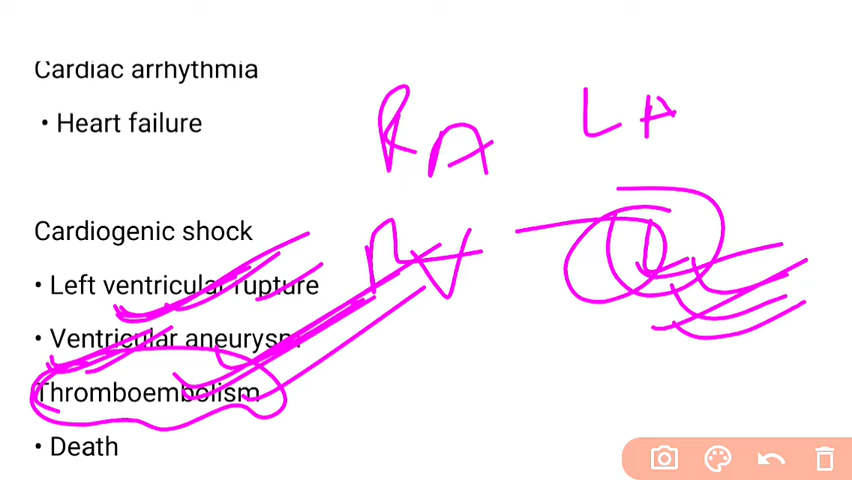 Cardiac arrhythmia
• Heart failure
RA LA
Cardiogenic shock
RV
• Left ventricular rupture
• Ventricular aneurysm
Thromboembolism
• Death